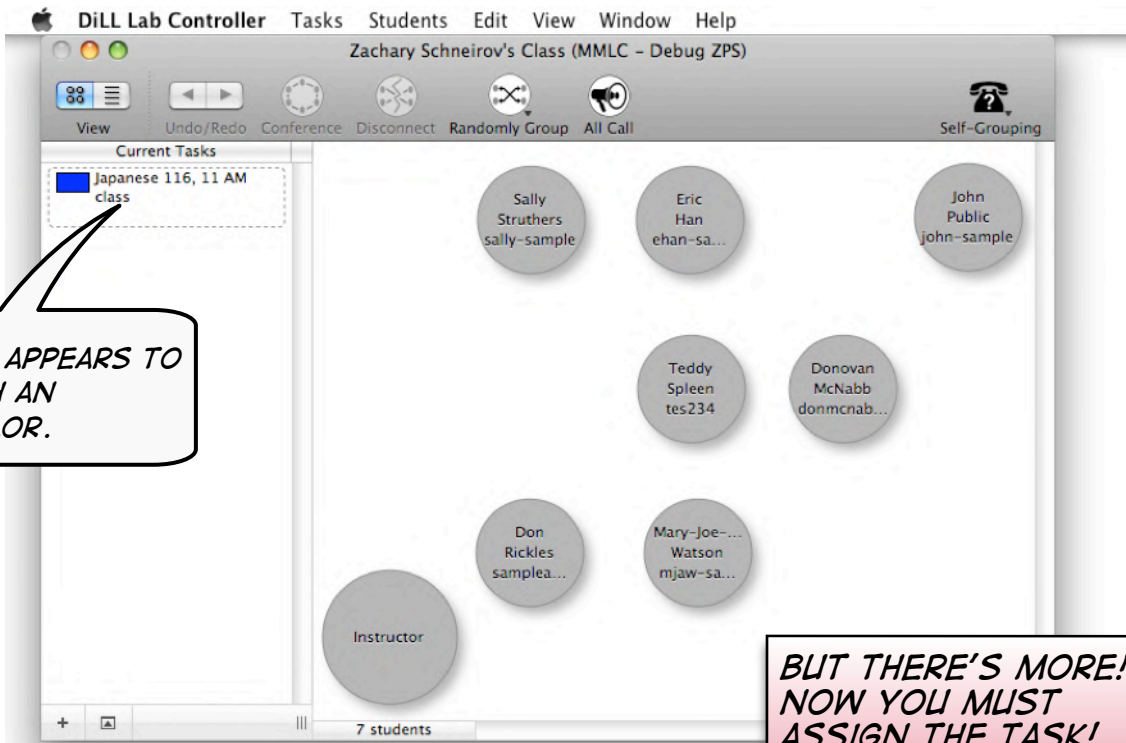 DiLL Lab Controller Tasks Students Edit View Window Help
Zachary Schneirov's Class (MMLC - Debug ZPS)
View Undo/Redo Conference Disconnect Randomly Group All Call Self-Grouping
Current Tasks
Japanese 116, 11 AM
class
Sally
Struthers
sally-sample
Eric
Han
ehan-sa...
John
Public
john-sample
APPEARS TO
AN
OR.
Teddy
Spleen
tes234
Donovan
McNabb
donmcnab...
Don
Rickles
samplea...
Mary-Joe-...
Watson
mjaw-sa...
Instructor
7 students
BUT THERE'S MORE!
NOW YOU MUST
ASSIGN THE TASK!